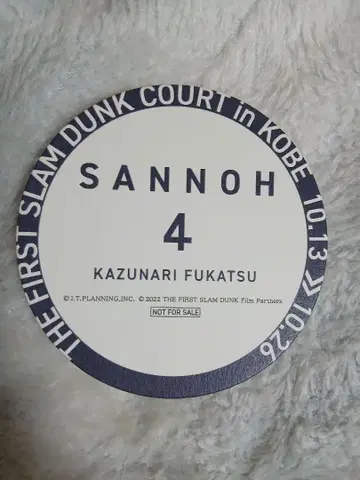 THE FIRST SLAM DUNK COURT in KOBE 10.13 >> 10.26
SANNOH
4
KAZUNARI FUKATSU
© I.T.PLANNING,INC. © 2022 THE FIRST SLAM DUNK Film Partners
NOT FOR SALE